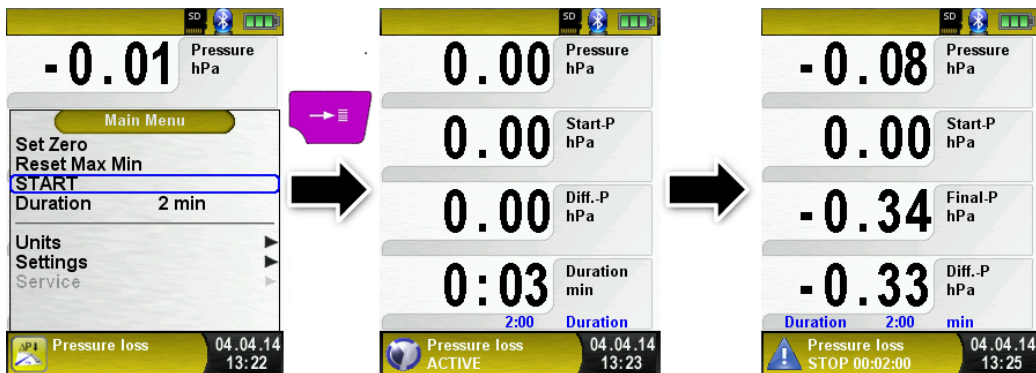 SD
-0.01 Pressure
hPa
Main Menu
Set Zero
Reset Max Min
START
Duration 2 min
Units
Settings
Service
Pressure loss 04.04.14
13:22
SD
0.00 Pressure
hPa
0.00 Start-P
hPa
0.00 Diff.-P
hPa
0:03 Duration
min
2:00 Duration
Pressure loss 04.04.14
ACTIVE 13:23
SD
-0.08 Pressure
hPa
0.00 Start-P
hPa
-0.34 Final-P
hPa
-0.33 Diff.-P
hPa
Duration 2:00 min
Pressure loss 04.04.14
STOP 00:02:00 13:25